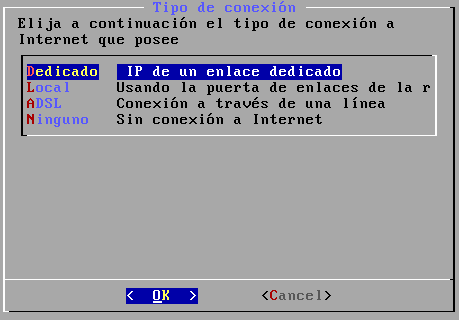 Tipo de conexión
Elija a continuación el tipo de conexión a
Internet que posee
Dedicado IP de un enlace dedicado
Local Usando la puerta de enlaces de la r
ADSL Conexión a través de una línea
Ninguno Sin conexión a Internet
< OK > <Cancel>